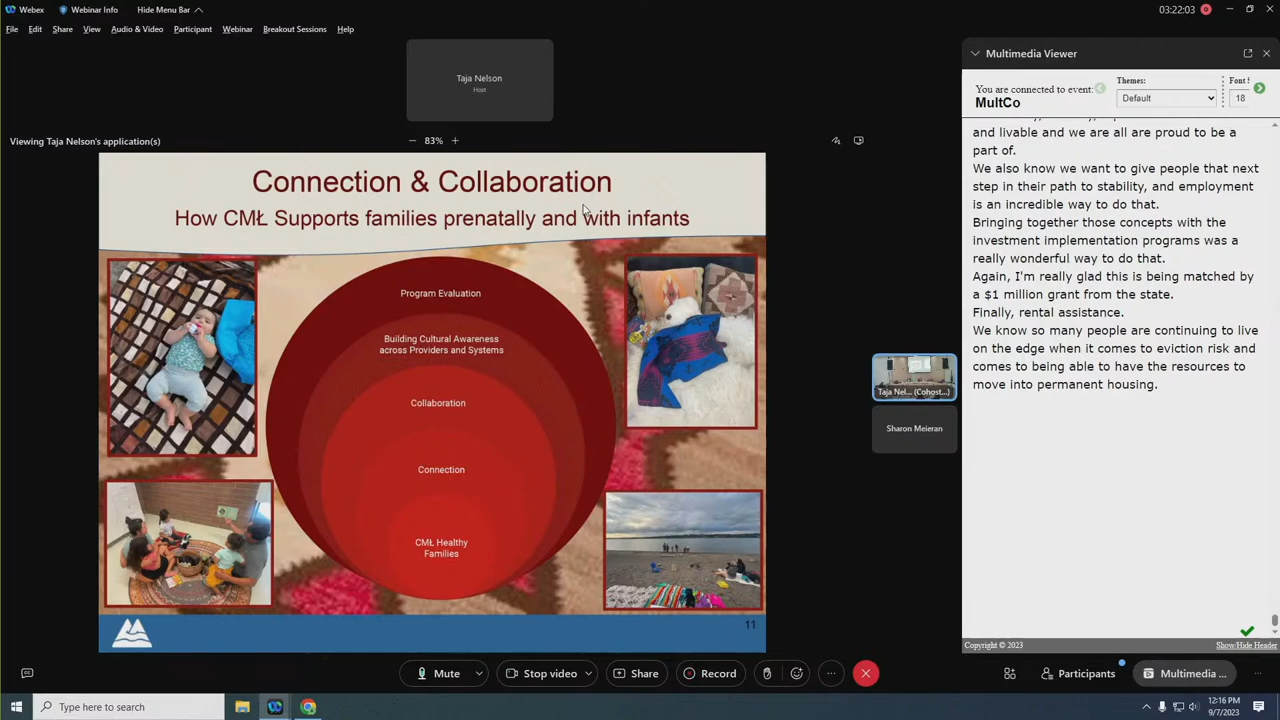 Webex
Webinar Info
Hide Menu Bar
03:22:03
File
Edit
Share
View
Audio & Video
Participant
Webinar
Breakout Sessions
Help
Taja Nelson
Host
Viewing Taja Nelson's application(s)
83%
Connection & Collaboration
How CMŁ Supports families prenatally and with infants
Program Evaluation
Building Cultural Awareness
across Providers and Systems
Collaboration
Connection
CMŁ Healthy
Families
11
Taja Nel... (Cohost...)
Sharon Meieran
Multimedia Viewer
You are connected to event:
MultCo
Themes:
Default
Font
18
and livable and we are all are proud to be a
part of.
We also know we want to give people that next
step in their path to stability, and employment
is an incredible way to do that.
Bringing together those concepts with the
investment implementation programs was a
really wonderful way to do that.
Again, I'm really glad this is being matched by
a $1 million grant from the state.
Finally, rental assistance.
We know so many people are continuing to live
on the edge when it comes to eviction risk and
comes to being able to have the resources to
move into permanent housing.
Copyright © 2023
Show/Hide Header
Mute
Stop video
Share
Record
Participants
Multimedia ...
Type here to search
12:16 PM
9/7/2023